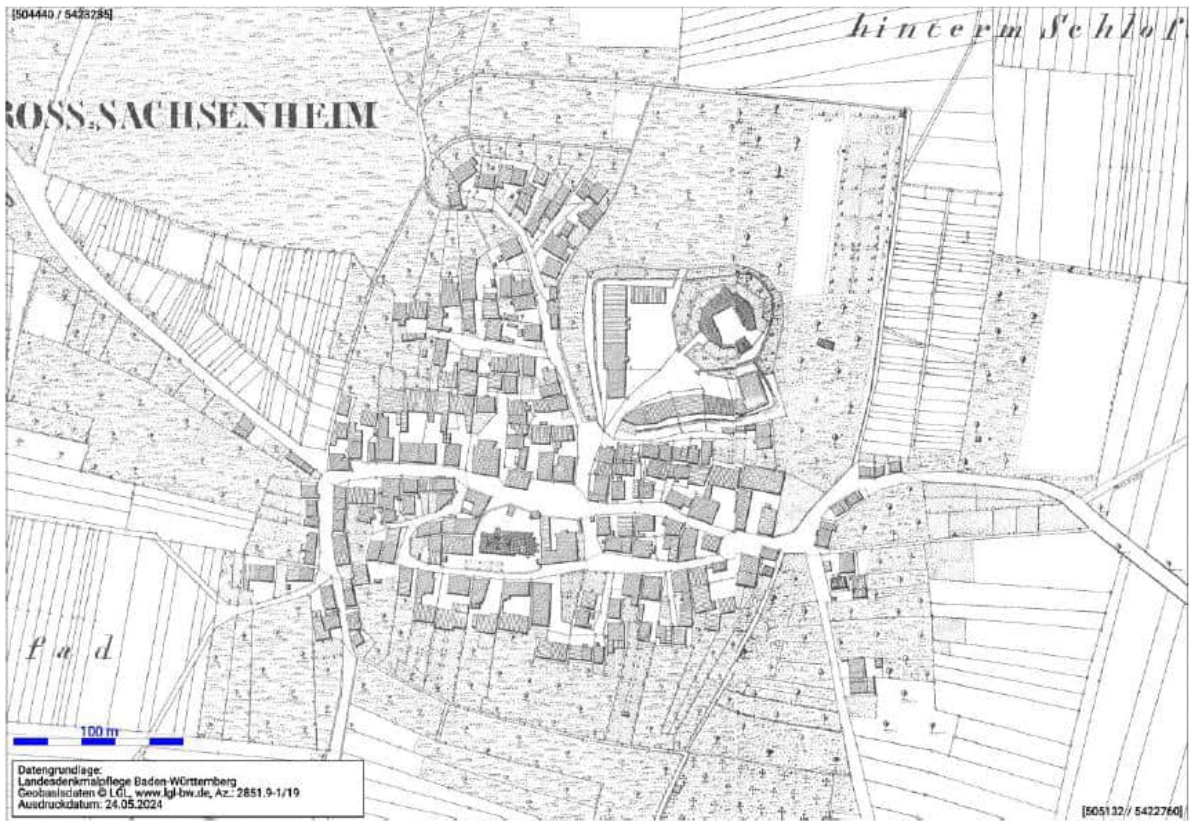 [504440 / 5423235]
hinterm Schlof
ROSS,SACHSENHEIM
fad
100 m
Datengrundlage:
Landesdenkmalpflege Baden-Württemberg
Geobasisdaten © LGL, www.lgl-bw.de, Az.: 2851.9-1/19
Ausdruckdatum: 24.05.2024
[505132 / 5422760]